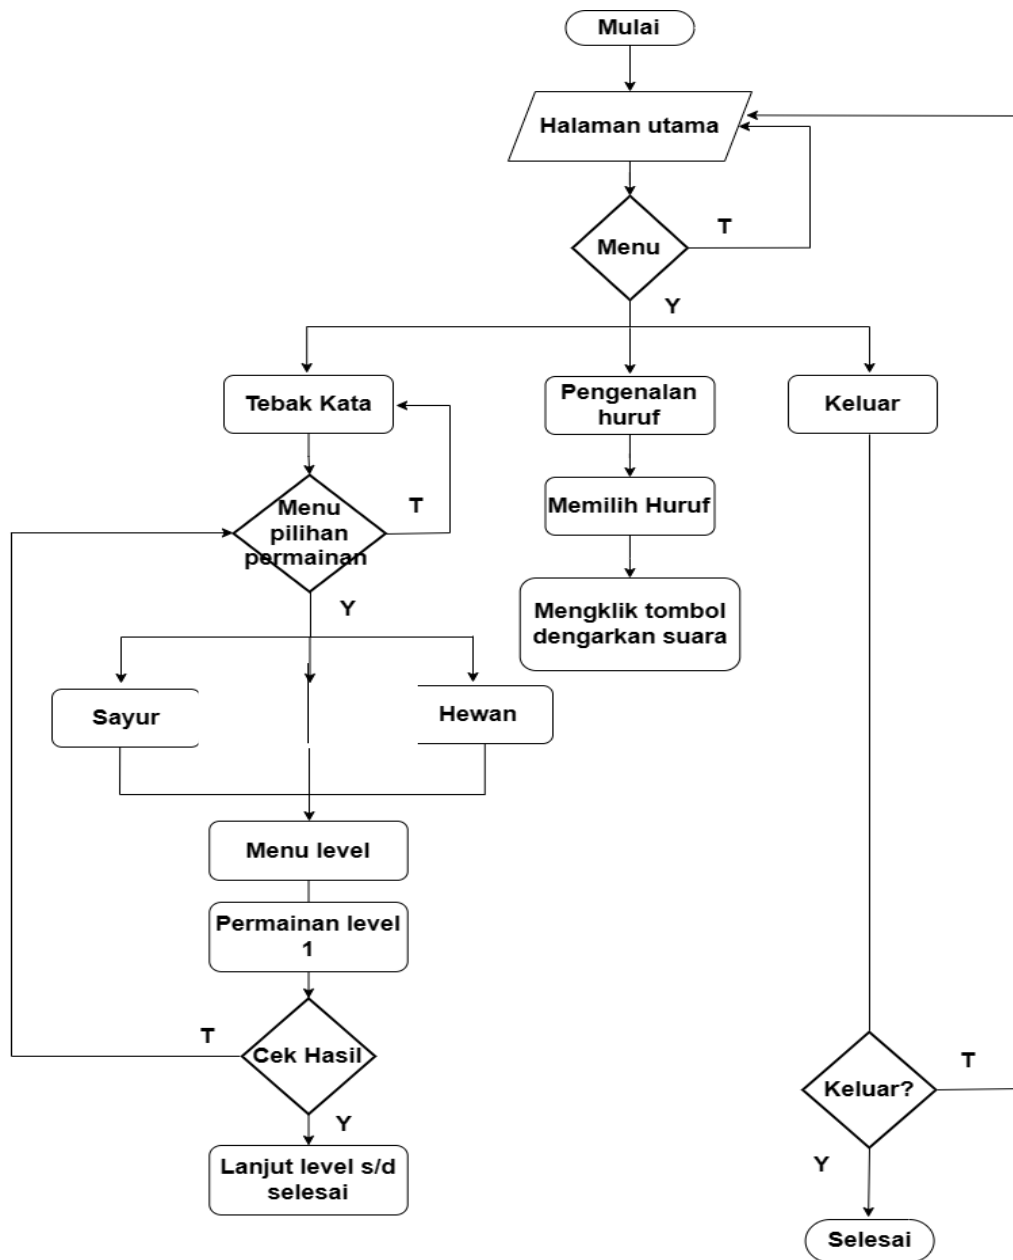 Mulai
Halaman utama
T
Menu
Y
Tebak Kata
Pengenalan
huruf
Keluar
T
Menu
pilihan
permainan
Memilih Huruf
Y
Mengklik tombol
dengarkan suara
Sayur
Hewan
Menu level
Permainan level
1
T
Cek Hasil
T
Keluar?
Y
Y
Lanjut level s/d
selesai
Selesai